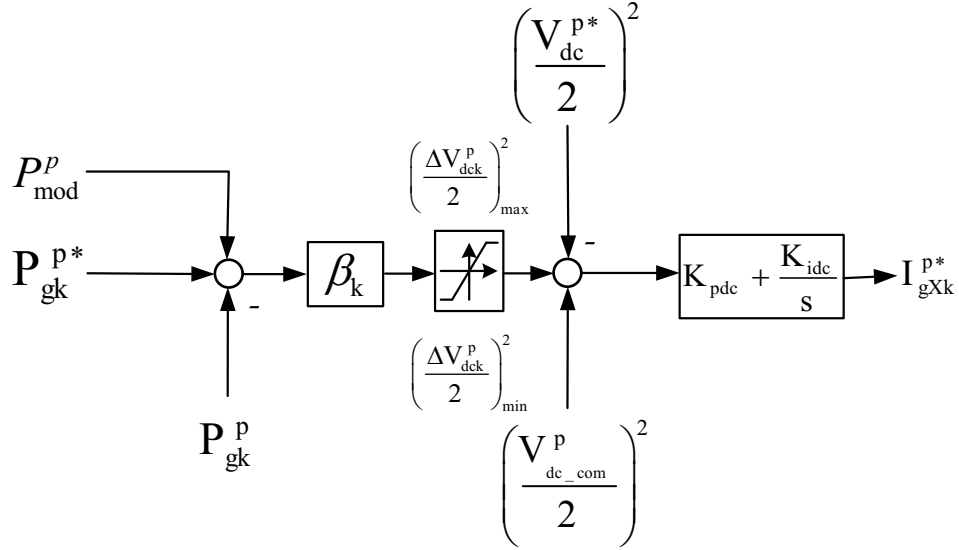 (V_dc^p* / 2)^2
P_mod^p
(ΔV_dck^p / 2)^2_max
P_gk^p*
-
β_k
-
K_pdc + K_idc / s
I_gXk^p*
(ΔV_dck^p / 2)^2_min
P_gk^p
(V_dc_com^p / 2)^2